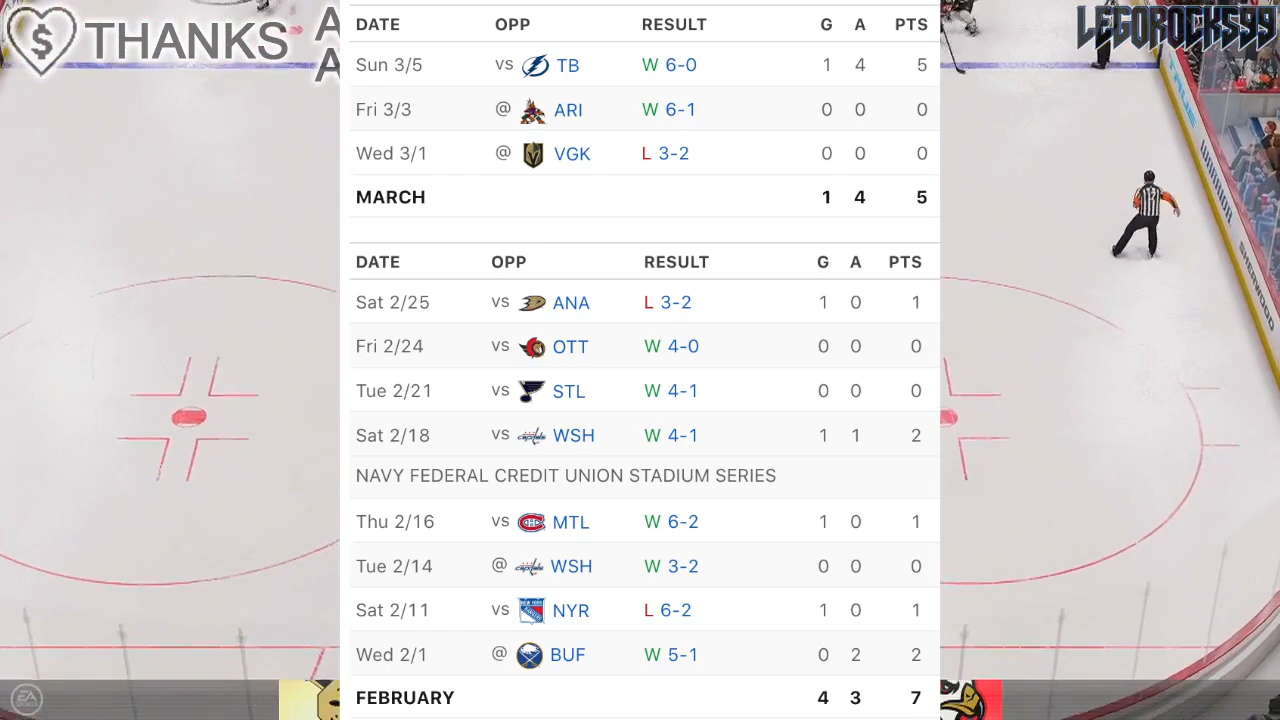 THANKS A
A
LEGOROCKS99
DATE OPP RESULT G A PTS
Sun 3/5 vs TB W 6-0 1 4 5
Fri 3/3 @ ARI W 6-1 0 0 0
Wed 3/1 @ VGK L 3-2 0 0 0
MARCH 1 4 5
DATE OPP RESULT G A PTS
Sat 2/25 vs ANA L 3-2 1 0 1
Fri 2/24 vs OTT W 4-0 0 0 0
Tue 2/21 vs STL W 4-1 0 0 0
Sat 2/18 vs WSH W 4-1 1 1 2
NAVY FEDERAL CREDIT UNION STADIUM SERIES
Thu 2/16 vs MTL W 6-2 1 0 1
Tue 2/14 @ WSH W 3-2 0 0 0
Sat 2/11 vs NYR L 6-2 1 0 1
Wed 2/1 @ BUF W 5-1 0 2 2
FEBRUARY 4 3 7
TRUE
WARRIOR
SHERWOOD
EA
SPORTS